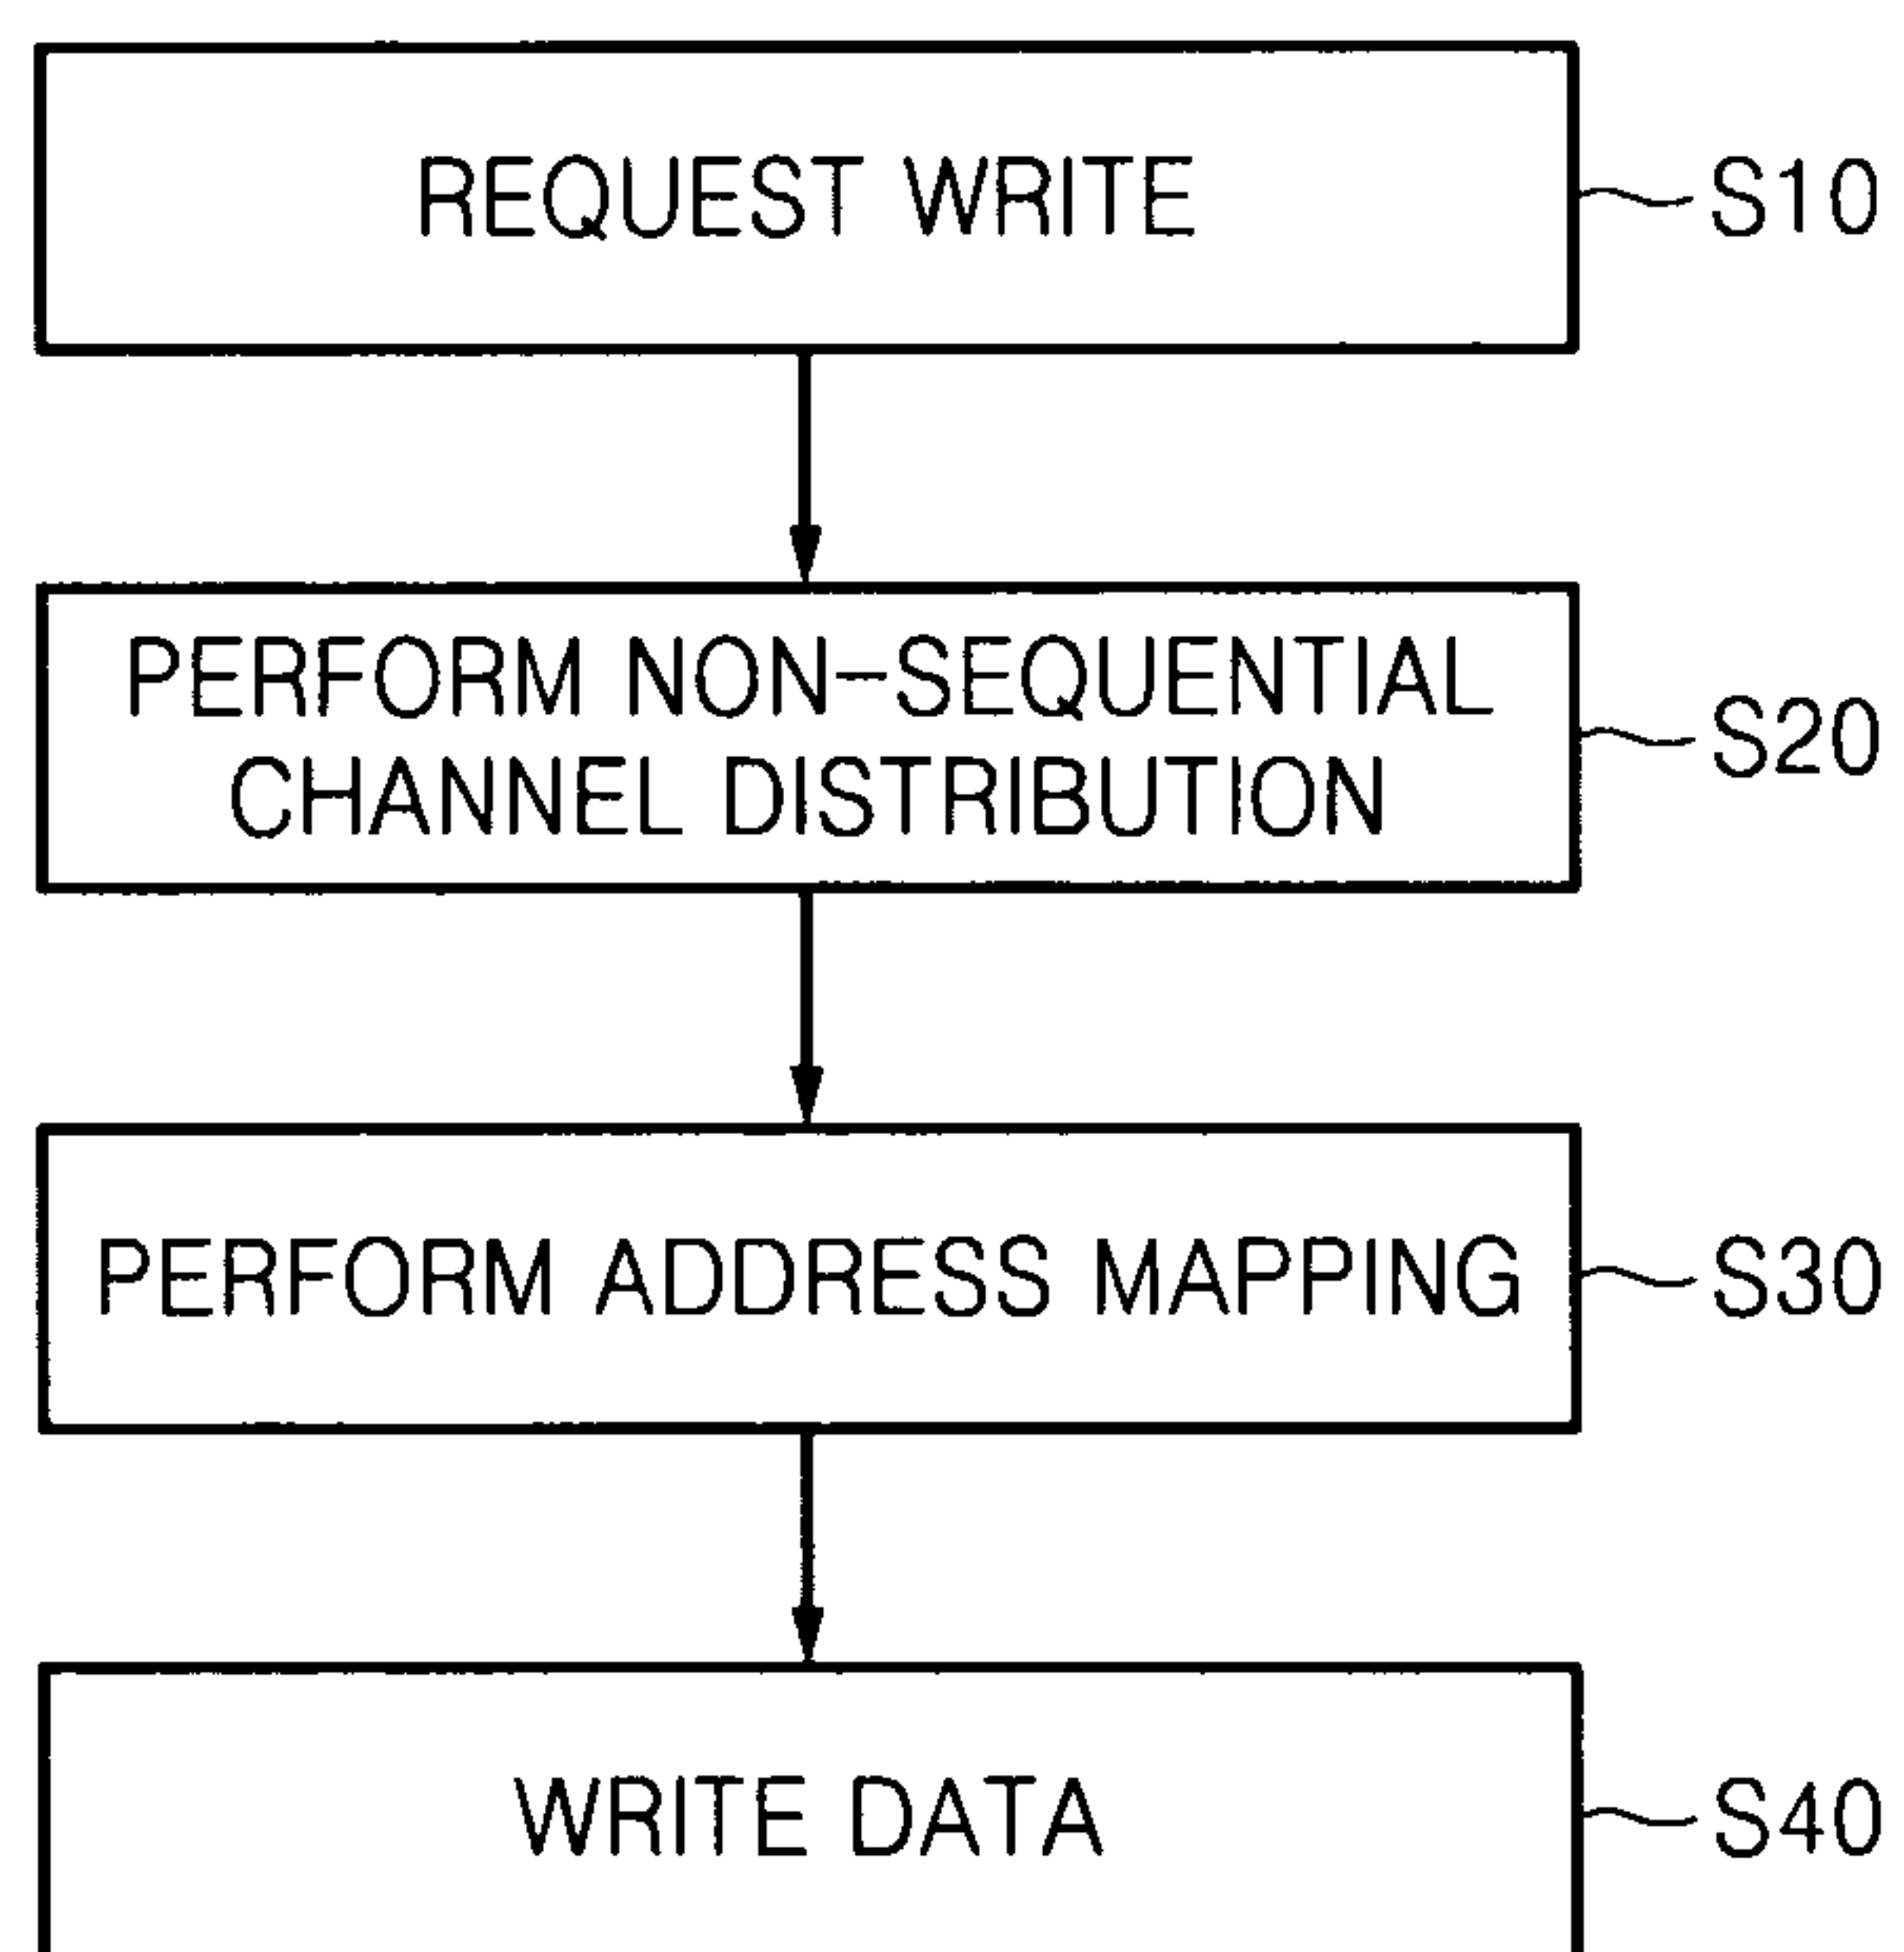 REQUEST WRITE
S10
PERFORM NON-SEQUENTIAL
CHANNEL DISTRIBUTION
S20
PERFORM ADDRESS MAPPING
S30
WRITE DATA
S40